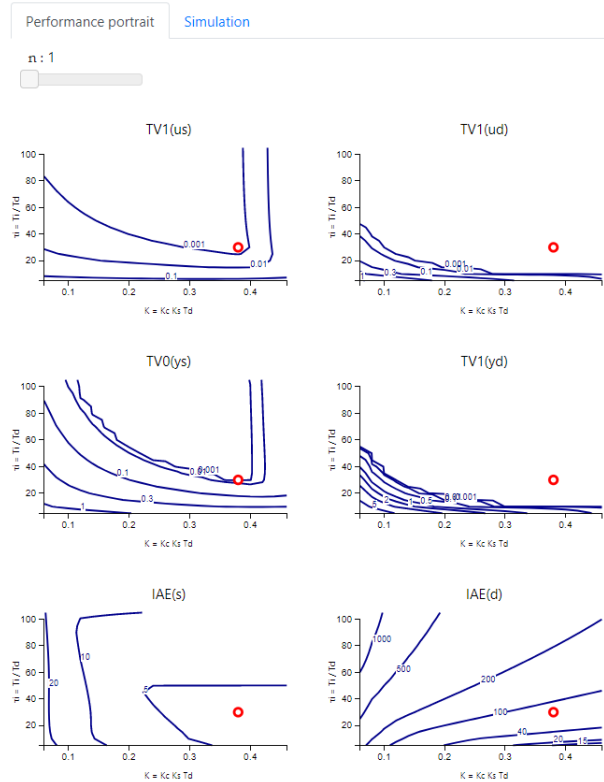 Performance portrait Simulation
n : 1
TV1(us) TV1(ud)
100 80 60 40 20
τi = Ti / Td
0.001 0.01 0.1
0.1 0.2 0.3 0.4
K = Kc Ks Td
100 80 60 40 20
τi = Ti / Td
0.001 0.01 0.1 0.3 1
0.1 0.2 0.3 0.4
K = Kc Ks Td
TV0(ys) TV1(yd)
100 80 60 40 20
τi = Ti / Td
0.001 0.01 0.1 0.3 1
0.1 0.2 0.3 0.4
K = Kc Ks Td
100 80 60 40 20
τi = Ti / Td
0.001 0.5 1 2 5
0.1 0.2 0.3 0.4
K = Kc Ks Td
IAE(s) IAE(d)
100 80 60 40 20
τi = Ti / Td
20 10 5
0.1 0.2 0.3 0.4
K = Kc Ks Td
100 80 60 40 20
τi = Ti / Td
1000 500 200 100 40 20 15
0.1 0.2 0.3 0.4
K = Kc Ks Td